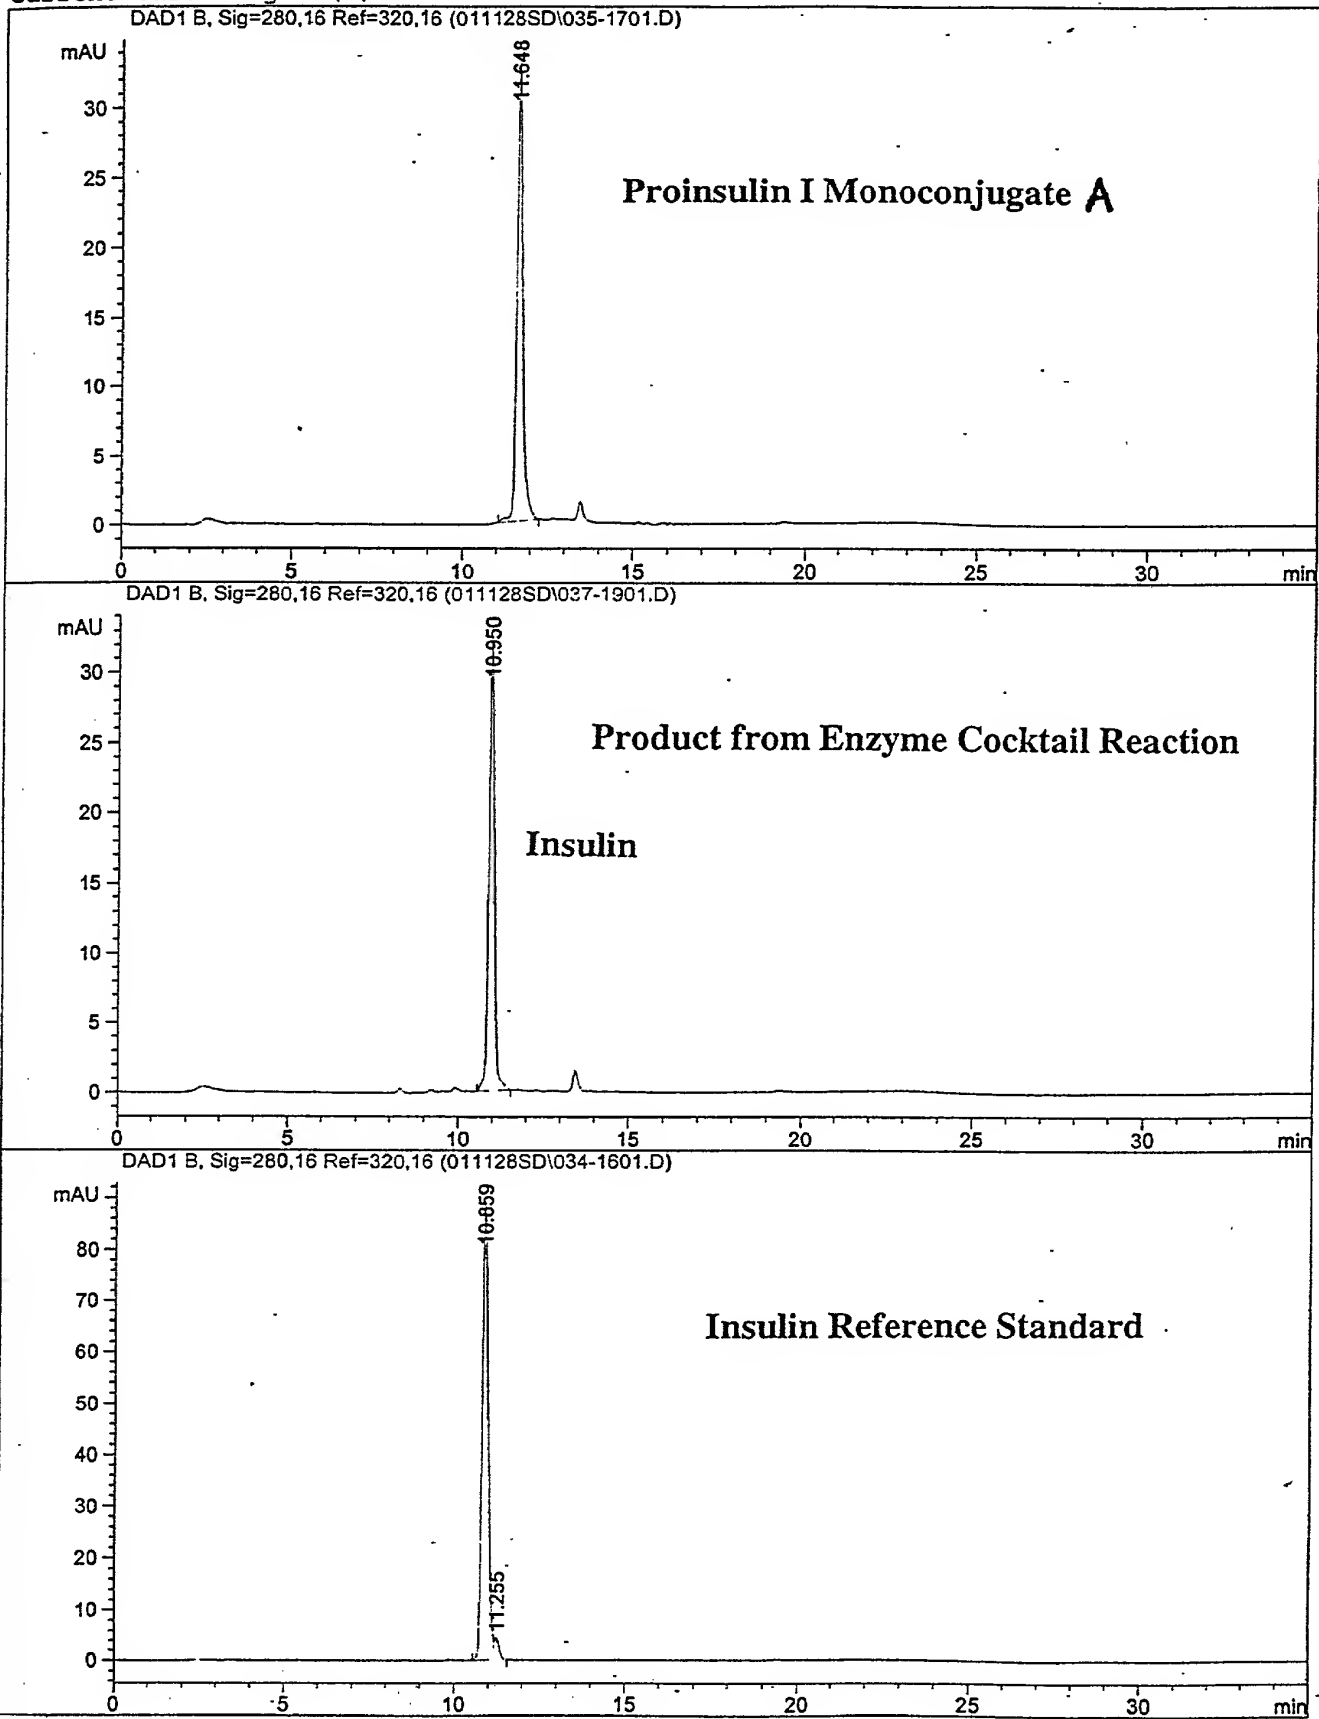 DAD1 B, Sig=280,16 Ref=320,16 (011128SD\035-1701.D)
mAU
11.648
30
25
20
15
10
5
0
Proinsulin I Monoconjugate A
0 5 10 15 20 25 30 min
DAD1 B, Sig=280,16 Ref=320,16 (011128SD\037-1901.D)
mAU
10.950
30
25
20
15
10
5
0
Product from Enzyme Cocktail Reaction
Insulin
0 5 10 15 20 25 30 min
DAD1 B, Sig=280,16 Ref=320,16 (011128SD\034-1601.D)
mAU
10.859
80
70
60
50
40
30
20
10
0
Insulin Reference Standard
11.255
0 5 10 15 20 25 30 min